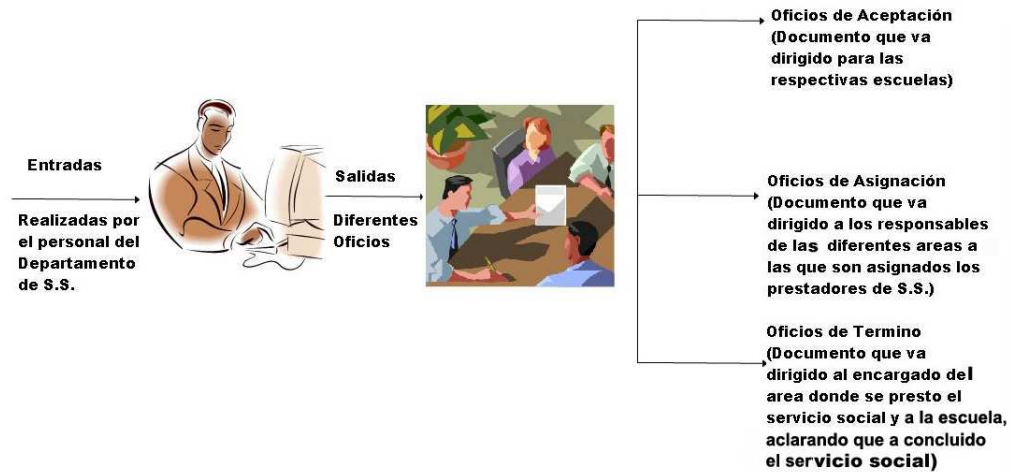 Entradas
Realizadas por
el personal del
Departamento
de S.S.
Salidas
Diferentes
Oficios
Oficios de Aceptación
(Documento que va
dirigido para las
respectivas escuelas)
Oficios de Asignación
(Documento que va
dirigido a los responsables
de las diferentes areas a
las que son asignados los
prestadores de S.S.)
Oficios de Termino
(Documento que va
dirigido al encargado del
area donde se presto el
servicio social y a la escuela,
aclarando que a concluido
el servicio social)